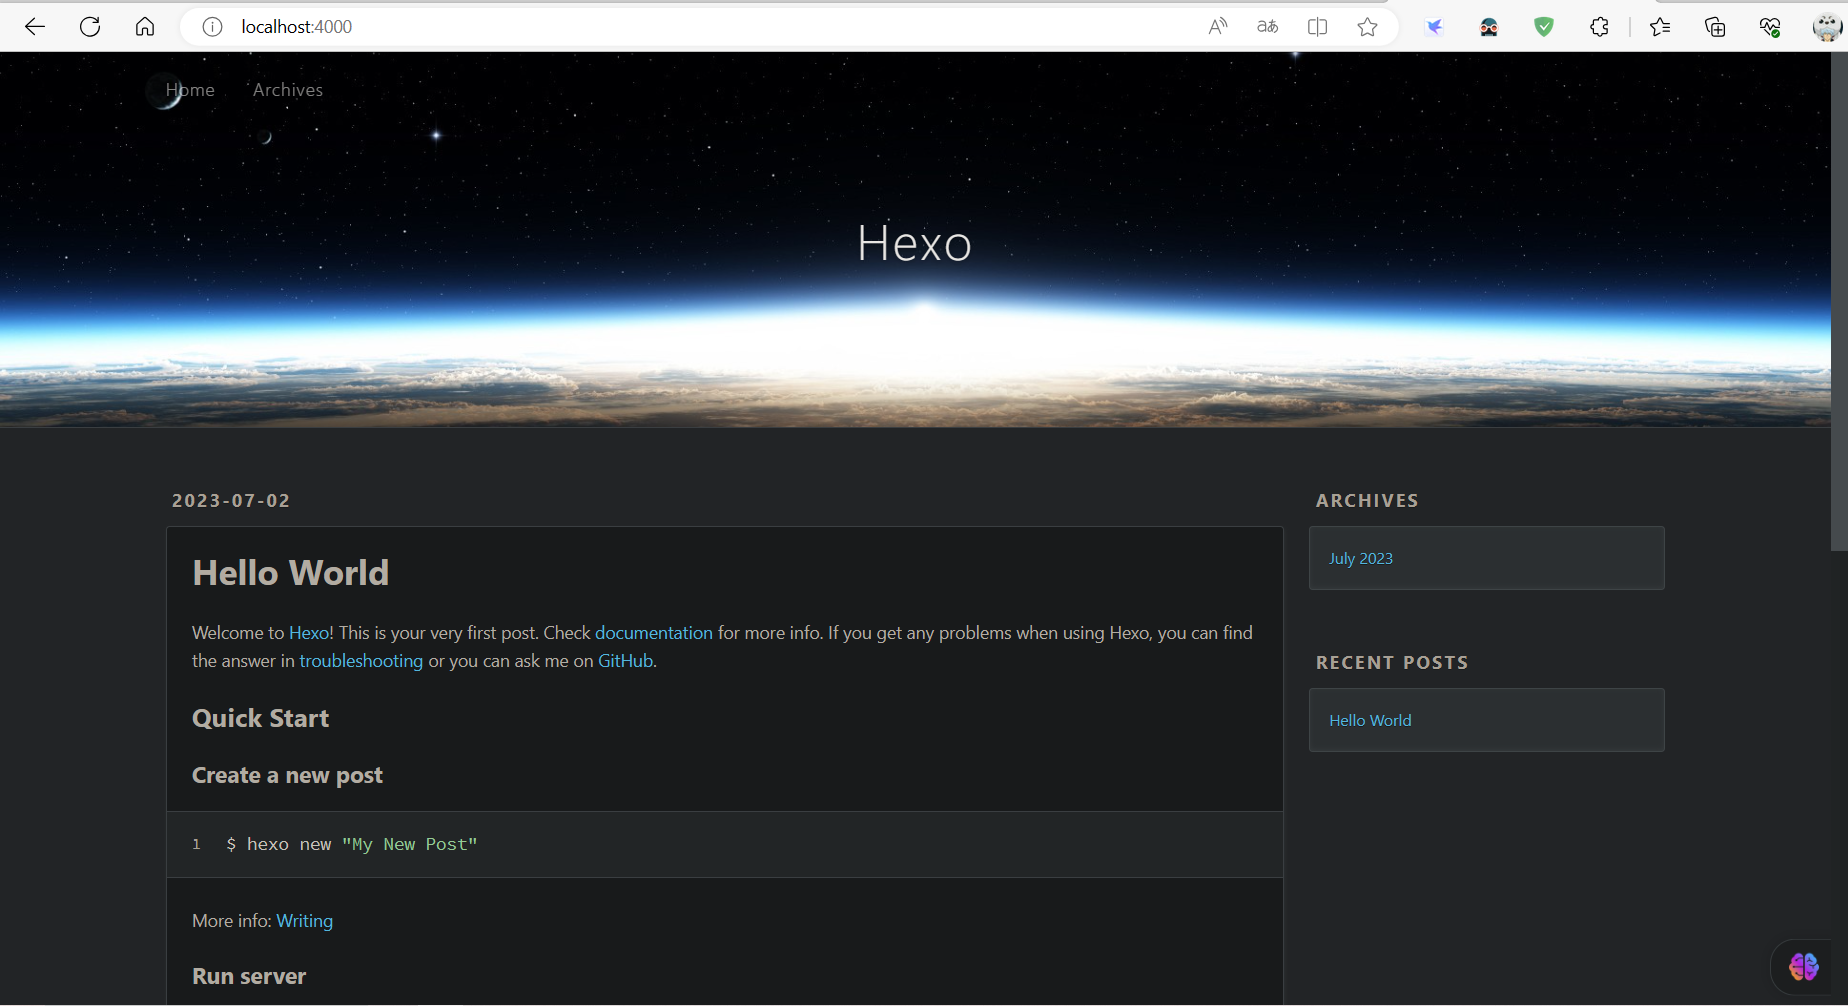 localhost:4000
Home Archives
Hexo
2023-07-02
Hello World
Welcome to Hexo! This is your very first post. Check documentation for more info. If you get any problems when using Hexo, you can find
the answer in troubleshooting or you can ask me on GitHub.
Quick Start
Create a new post
1 $ hexo new "My New Post"
More info: Writing
Run server
ARCHIVES
July 2023
RECENT POSTS
Hello World